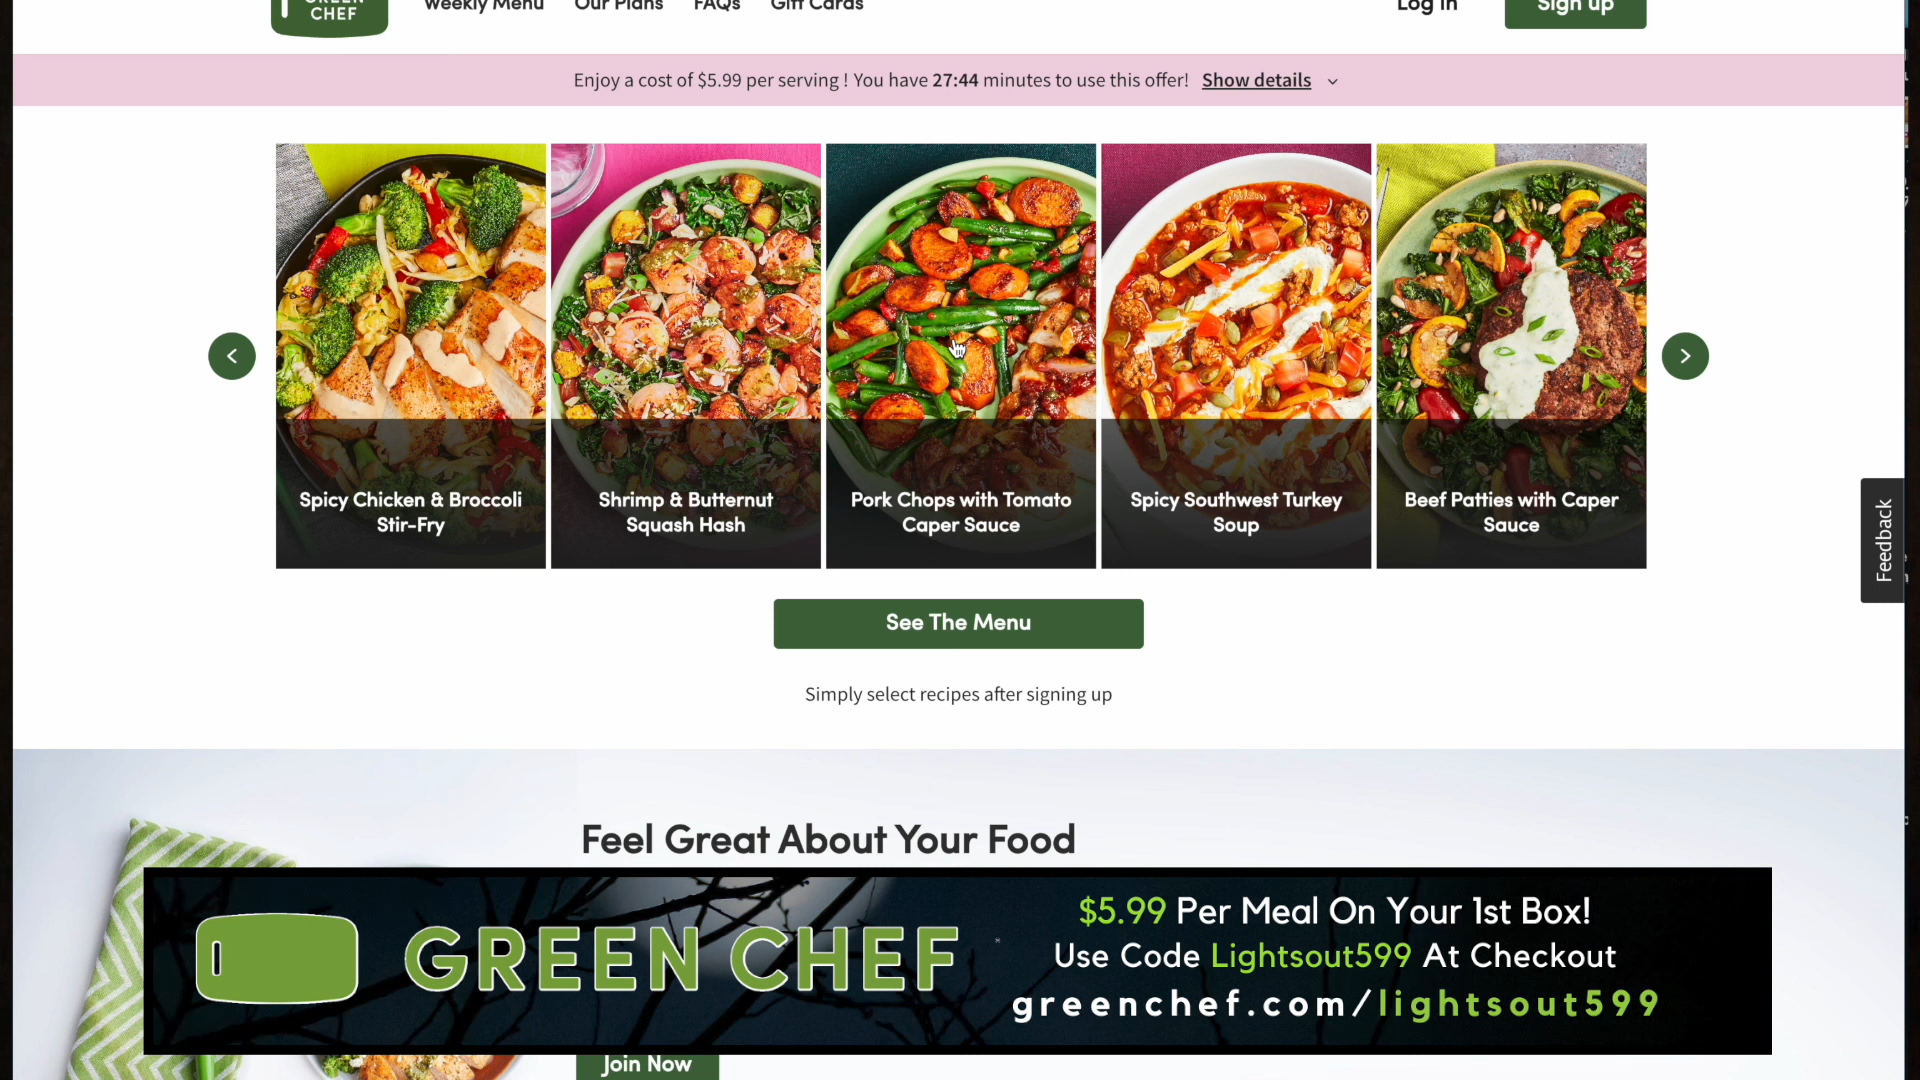 GREEN
CHEF
Weekly Menu
Our Plans
FAQs
Gift Cards
Log In
Sign up
Enjoy a cost of $5.99 per serving ! You have 27:44 minutes to use this offer! Show details
Spicy Chicken & Broccoli
Stir-Fry
Shrimp & Butternut
Squash Hash
Pork Chops with Tomato
Caper Sauce
Spicy Southwest Turkey
Soup
Beef Patties with Caper
Sauce
Feedback
See The Menu
Simply select recipes after signing up
Feel Great About Your Food
GREEN CHEF
$5.99 Per Meal On Your 1st Box!
Use Code Lightsout599 At Checkout
greenchef.com/lightsout599
Join Now